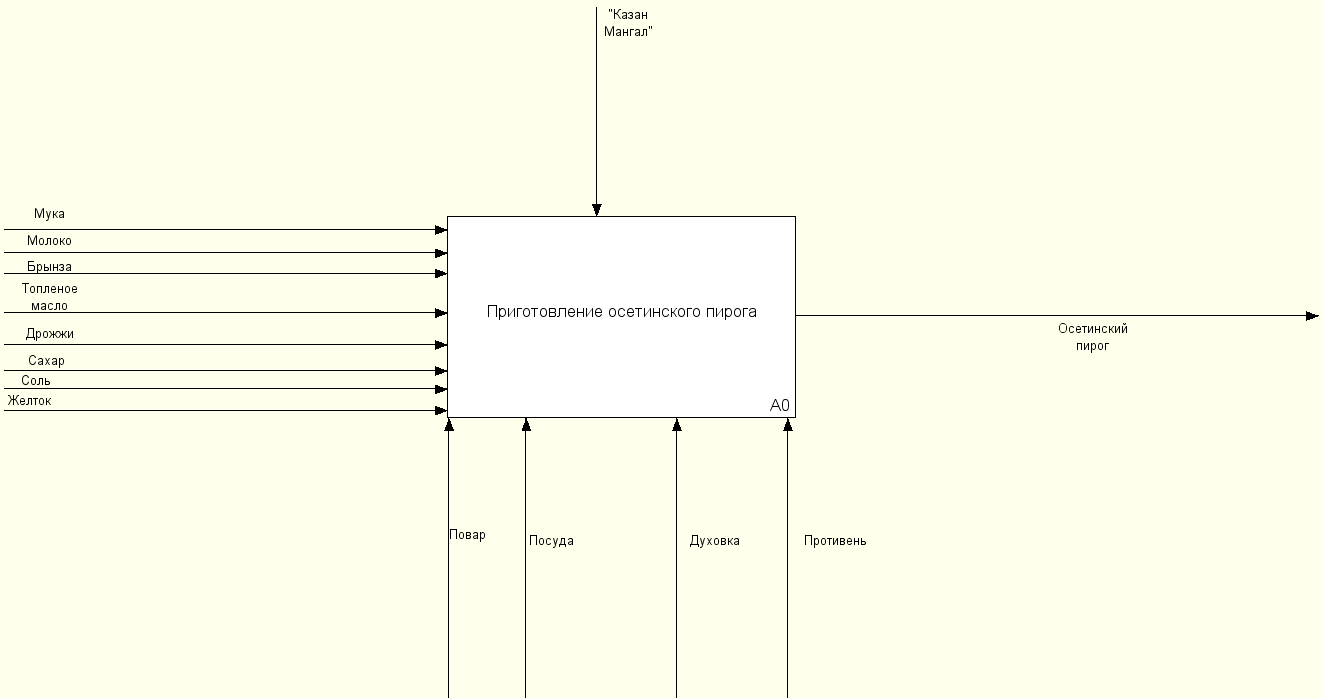 "Казан
Мангал"
Мука
Молоко
Брынза
Топленое
масло
Дрожжи
Сахар
Соль
Желток
Приготовление осетинского пирога
A0
Осетинский
пирог
Повар
Посуда
Духовка
Противень